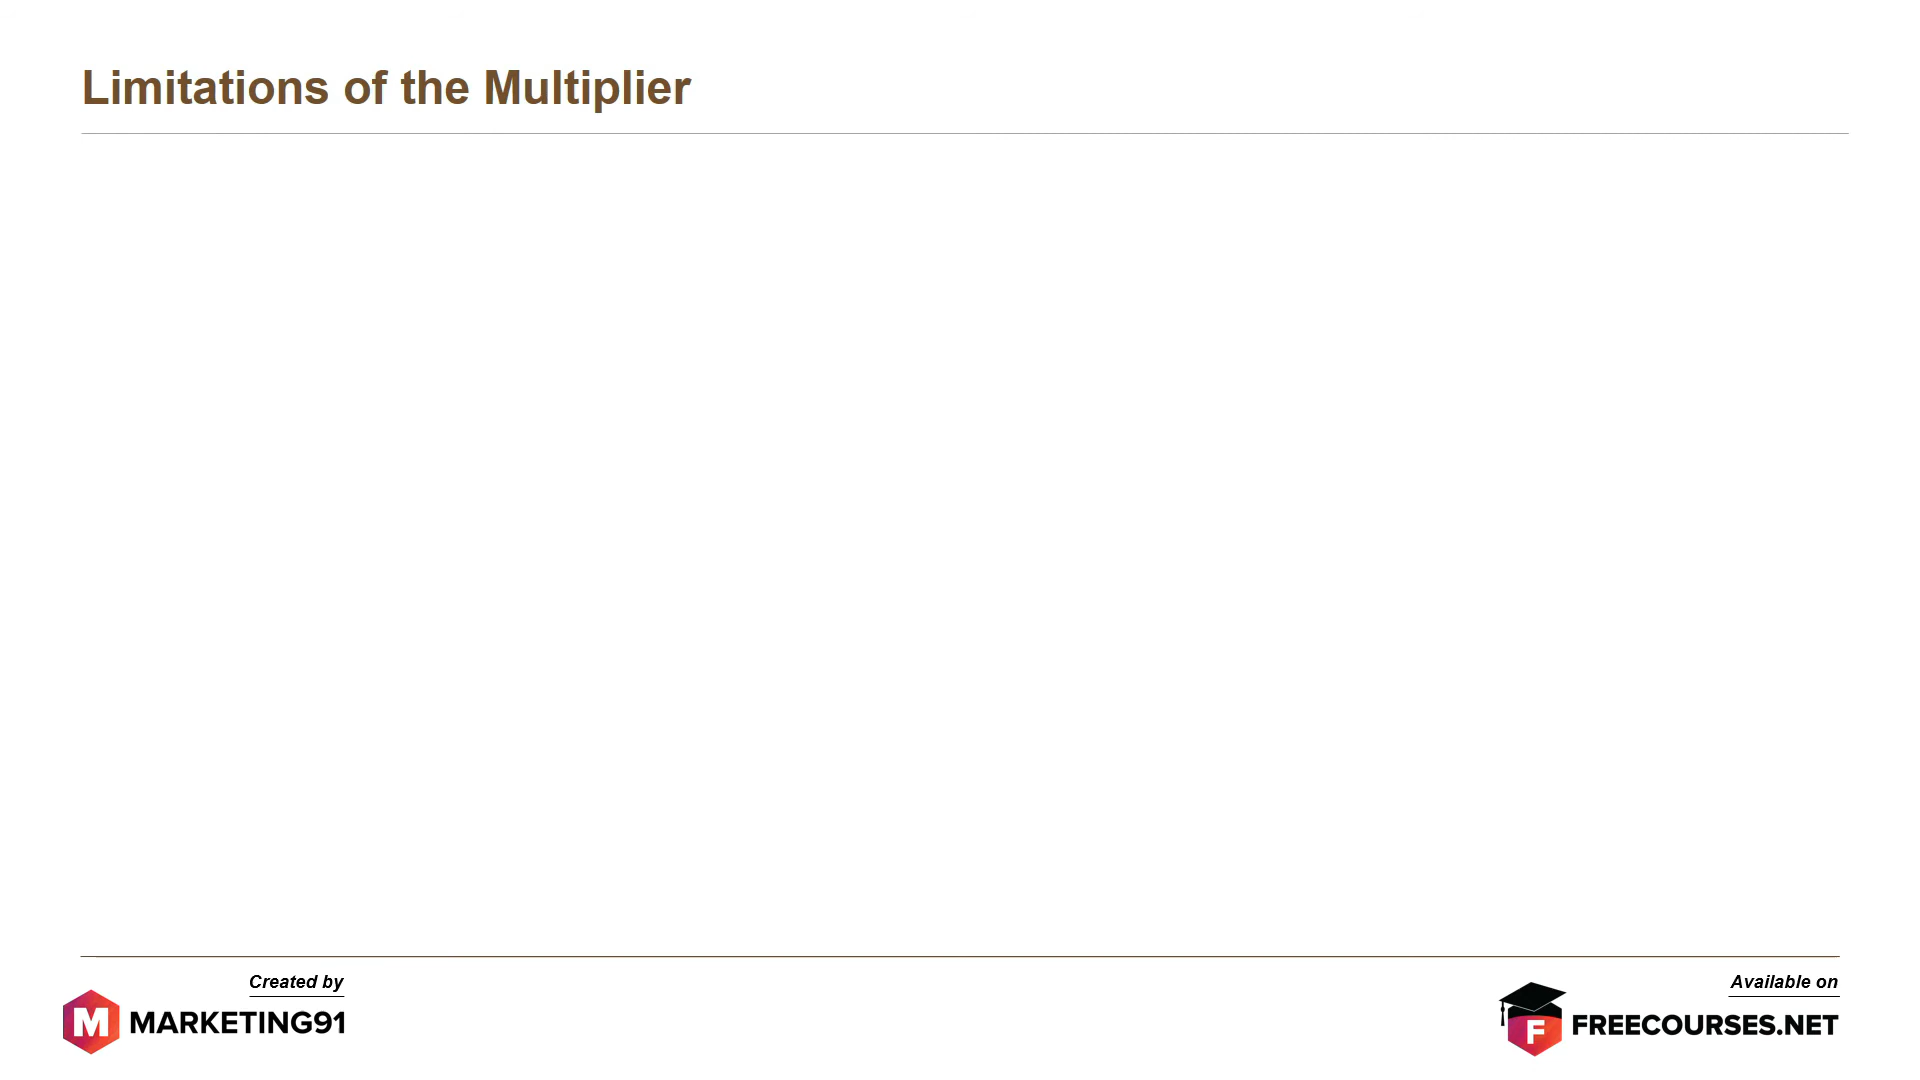 Limitations of the Multiplier
Created by
M MARKETING91
Available on
F FREECOURSES.NET